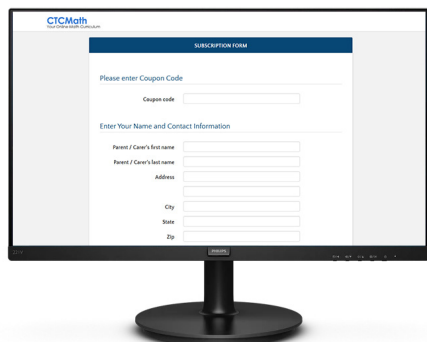 CTCMath
Your Online Math Curriculum
SUBSCRIPTION FORM
Please enter Coupon Code
Coupon code
Enter Your Name and Contact Information
Parent / Carer's first name
Parent / Carer's last name
Address
City
State
Zip
PHILIPS